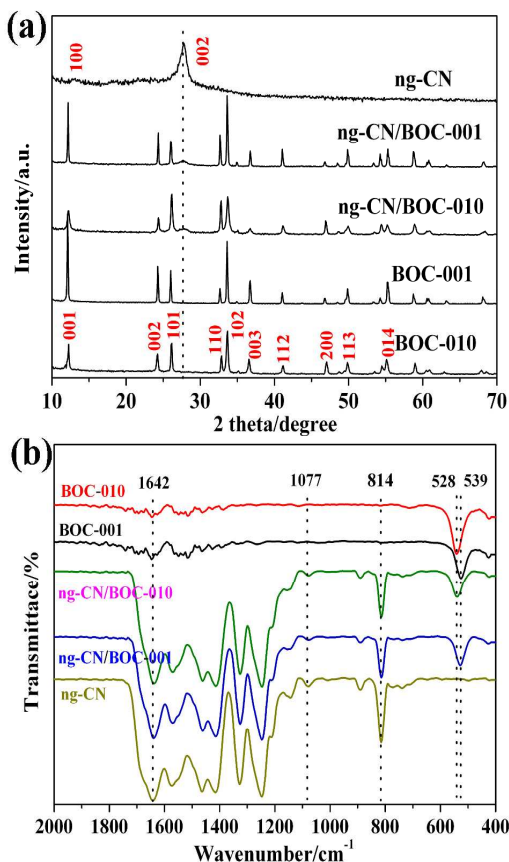 (a)
100
002
ng-CN
ng-CN/BOC-001
ng-CN/BOC-010
BOC-001
001
002
101
110
102
003
112
200
113
014
BOC-010
Intensity/a.u.
10 20 30 40 50 60 70
2 theta/degree
(b)
1642 1077 814 528 539
BOC-010
BOC-001
ng-CN/BOC-010
ng-CN/BOC-001
ng-CN
Transmittace/%
2000 1800 1600 1400 1200 1000 800 600 400
Wavenumber/cm-1